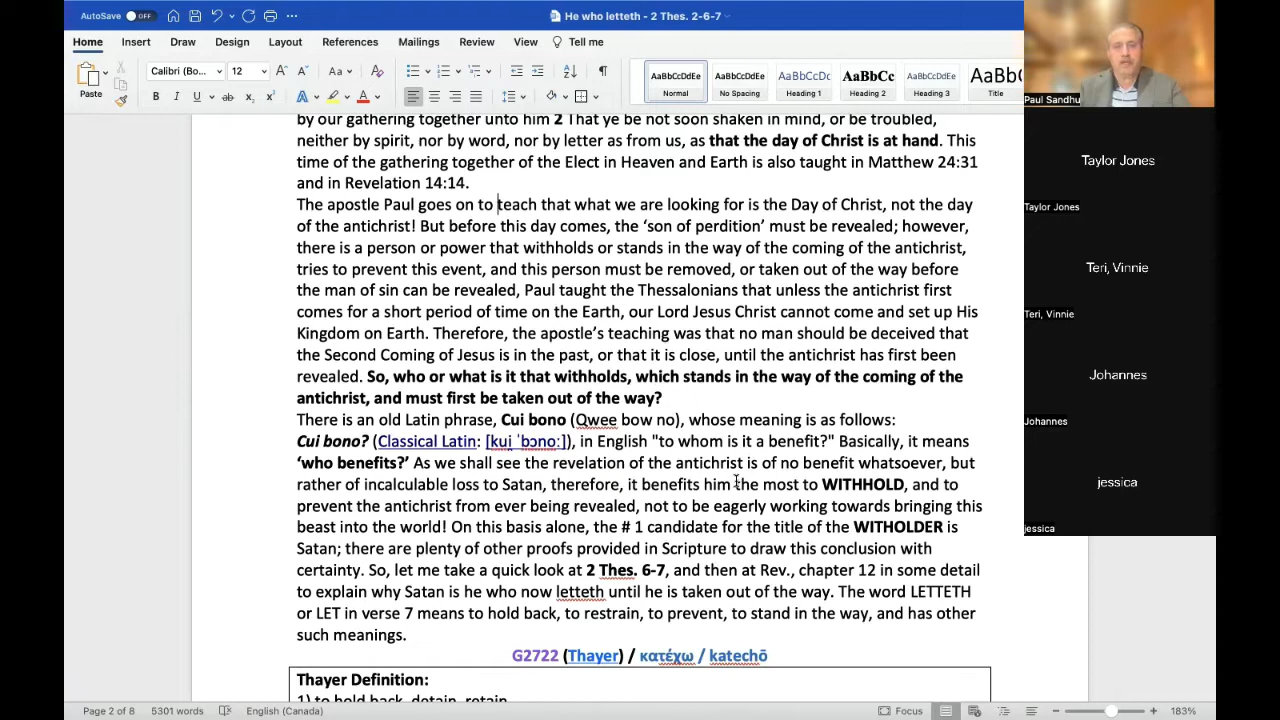 AutoSave OFF
He who letteth - 2 Thes. 2-6-7
Home Insert Draw Design Layout References Mailings Review View Tell me
Paste
Calibri (Bo... 12
AaBbCcDdEe AaBbCcDdEe AaBbCcDc AaBbCc AaBbCcDdEe AaBb(
Normal No Spacing Heading 1 Heading 2 Heading 3 Title
Paul Sandhu
by our gathering together unto him 2 That ye be not soon shaken in mind, or be troubled,
neither by spirit, nor by word, nor by letter as from us, as that the day of Christ is at hand. This
time of the gathering together of the Elect in Heaven and Earth is also taught in Matthew 24:31
and in Revelation 14:14.
The apostle Paul goes on to teach that what we are looking for is the Day of Christ, not the day
of the antichrist! But before this day comes, the ‘son of perdition’ must be revealed; however,
there is a person or power that withholds or stands in the way of the coming of the antichrist,
tries to prevent this event, and this person must be removed, or taken out of the way before
the man of sin can be revealed, Paul taught the Thessalonians that unless the antichrist first
comes for a short period of time on the Earth, our Lord Jesus Christ cannot come and set up His
Kingdom on Earth. Therefore, the apostle’s teaching was that no man should be deceived that
the Second Coming of Jesus is in the past, or that it is close, until the antichrist has first been
revealed. So, who or what is it that withholds, which stands in the way of the coming of the
antichrist, and must first be taken out of the way?
There is an old Latin phrase, Cui bono (Qwee bow no), whose meaning is as follows:
Cui bono? (Classical Latin: [kui̯ ˈbɔnoː]), in English "to whom is it a benefit?" Basically, it means
‘who benefits?’ As we shall see the revelation of the antichrist is of no benefit whatsoever, but
rather of incalculable loss to Satan, therefore, it benefits him the most to WITHHOLD, and to
prevent the antichrist from ever being revealed, not to be eagerly working towards bringing this
beast into the world! On this basis alone, the # 1 candidate for the title of the WITHOLDER is
Satan; there are plenty of other proofs provided in Scripture to draw this conclusion with
certainty. So, let me take a quick look at 2 Thes. 6-7, and then at Rev., chapter 12 in some detail
to explain why Satan is he who now letteth until he is taken out of the way. The word LETTETH
or LET in verse 7 means to hold back, to restrain, to prevent, to stand in the way, and has other
such meanings.
G2722 (Thayer) / κατέχω / katechō
Thayer Definition:
1) to hold back, detain, retain
Taylor Jones
Taylor Jones
Teri, Vinnie
Teri, Vinnie
Johannes
Johannes
jessica
jessica
Page 2 of 8 5301 words English (Canada) Focus 183%